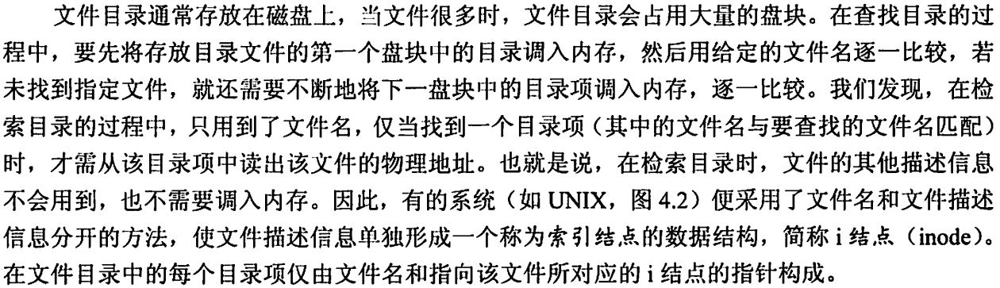 文件目录通常存放在磁盘上，当文件很多时，文件目录会占用大量的盘块。在查找目录的过
程中，要先将存放目录文件的第一个盘块中的目录调入内存，然后用给定的文件名逐一比较，若
未找到指定文件，就还需要不断地将下一盘块中的目录项调入内存，逐一比较。我们发现，在检
索目录的过程中，只用到了文件名，仅当找到一个目录项（其中的文件名与要查找的文件名匹配）
时，才需从该目录项中读出该文件的物理地址。也就是说，在检索目录时，文件的其他描述信息
不会用到，也不需要调入内存。因此，有的系统（如 UNIX，图 4.2）便采用了文件名和文件描述
信息分开的方法，使文件描述信息单独形成一个称为索引结点的数据结构，简称 i 结点（inode）。
在文件目录中的每个目录项仅由文件名和指向该文件所对应的 i 结点的指针构成。